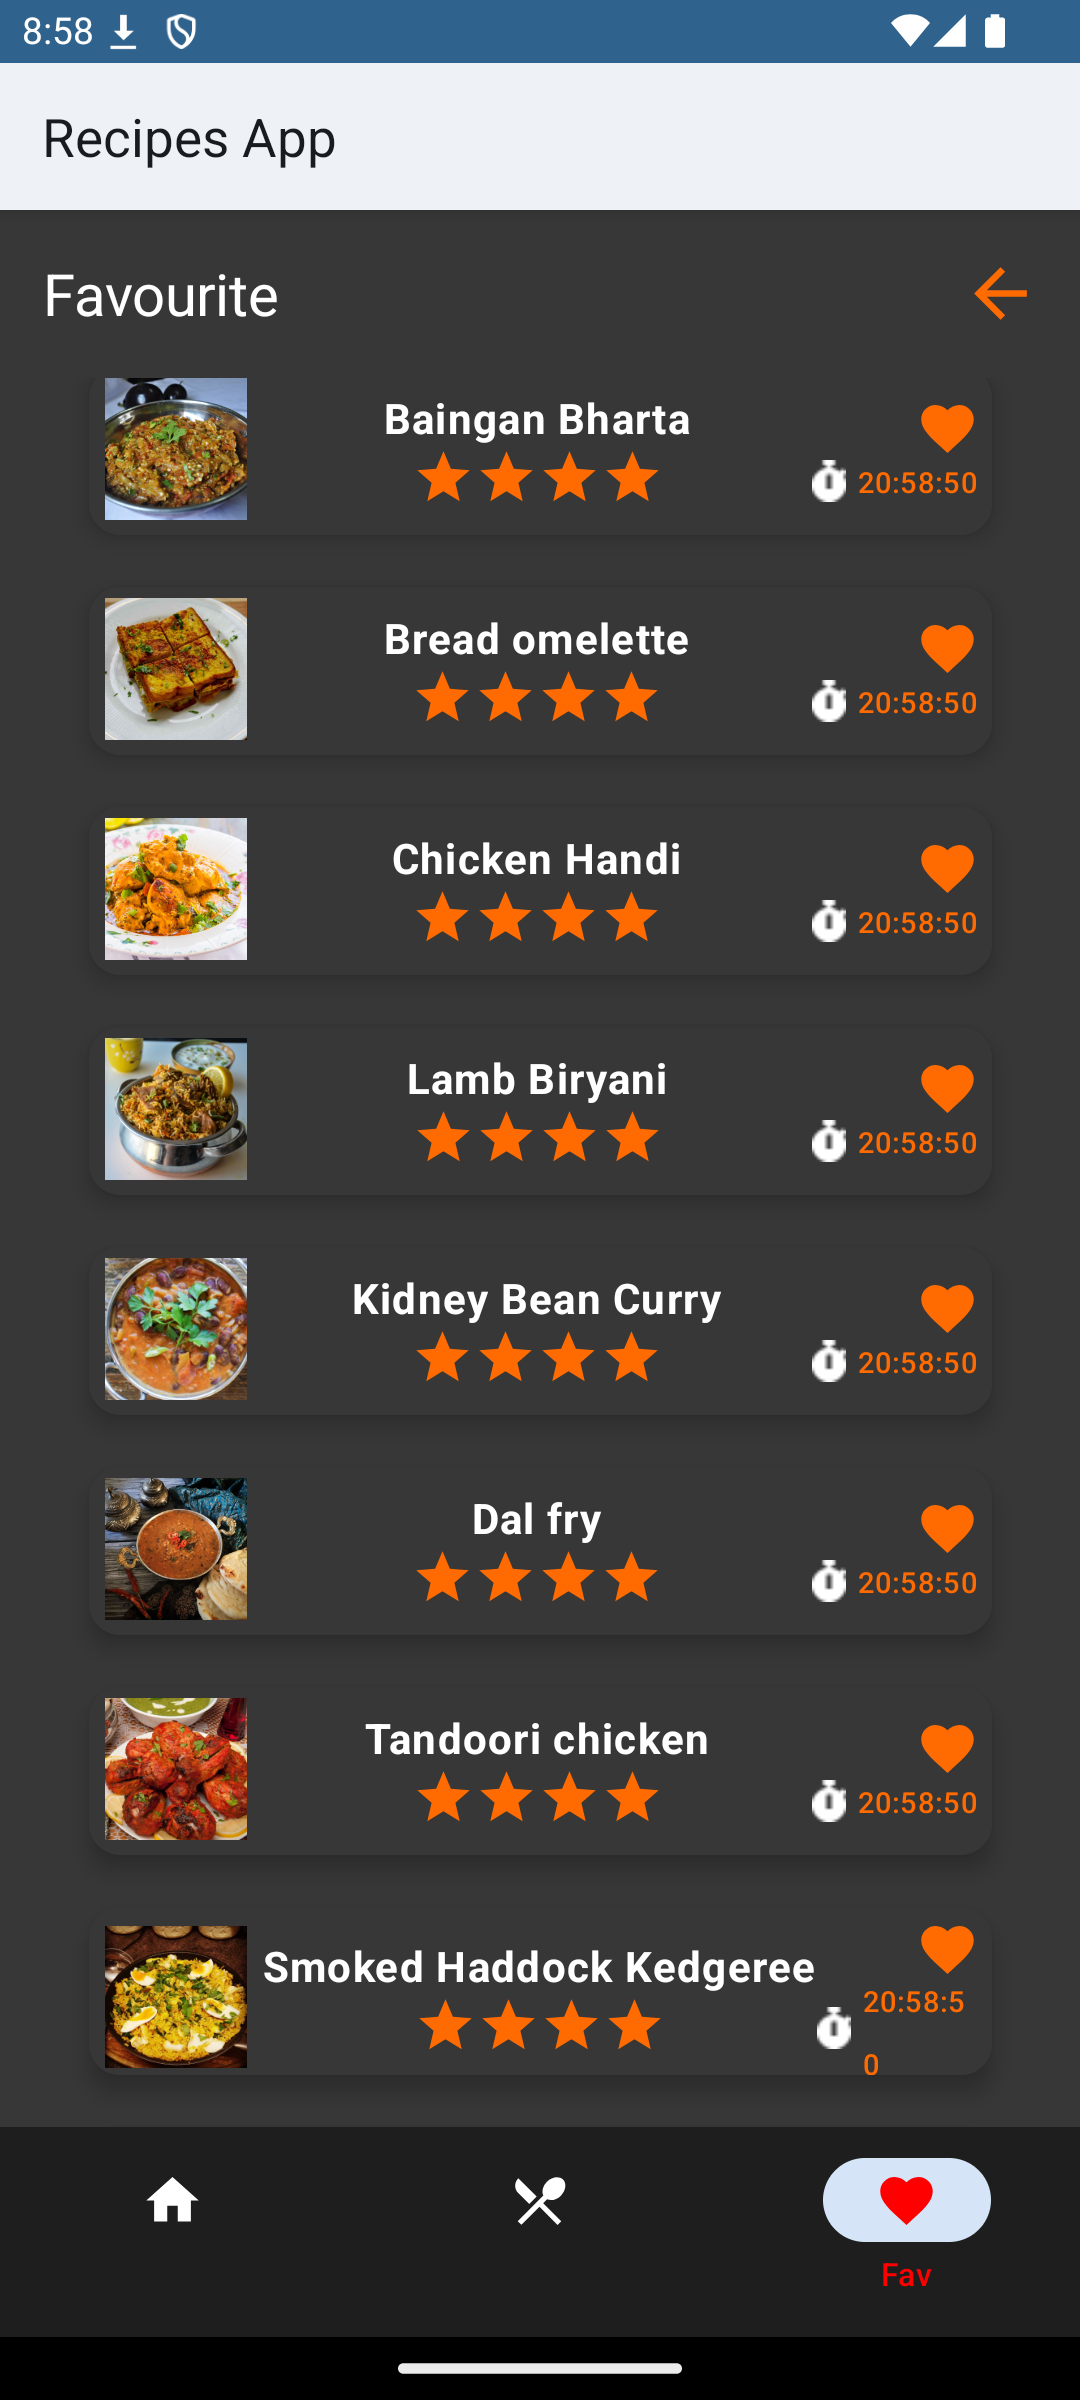 8:58
Recipes App
Favourite
Baingan Bharta
20:58:50
Bread omelette
20:58:50
Chicken Handi
20:58:50
Lamb Biryani
20:58:50
Kidney Bean Curry
20:58:50
Dal fry
20:58:50
Tandoori chicken
20:58:50
Smoked Haddock Kedgeree
20:58:5
0
Fav